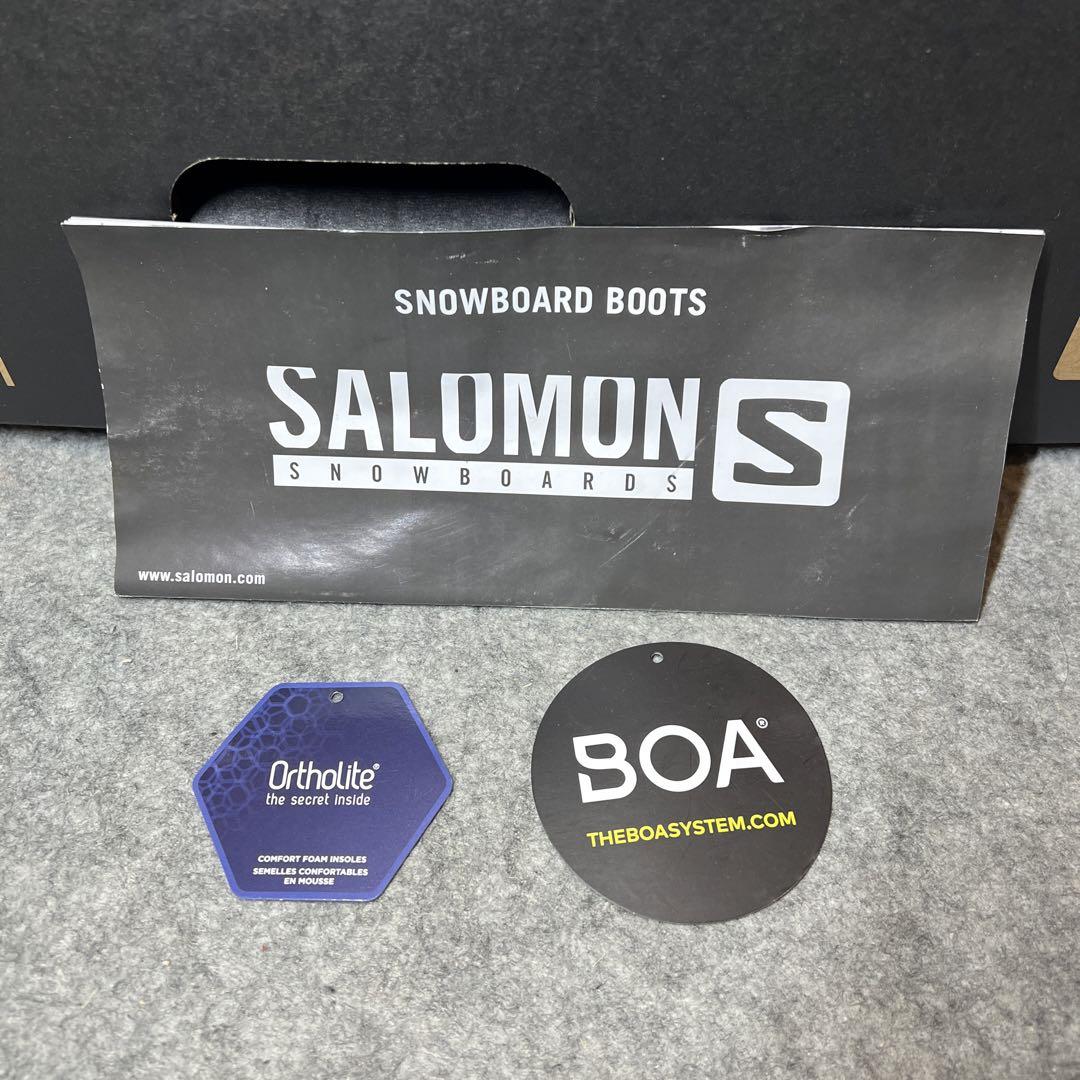 SNOWBOARD BOOTS
SALOMON
SNOWBOARDS
S
www.salomon.com
Ortholite®
the secret inside
COMFORT FOAM INSOLES
SEMELLES CONFORTABLES
EN MOUSSE
BOA®
THEBOASYSTEM.COM